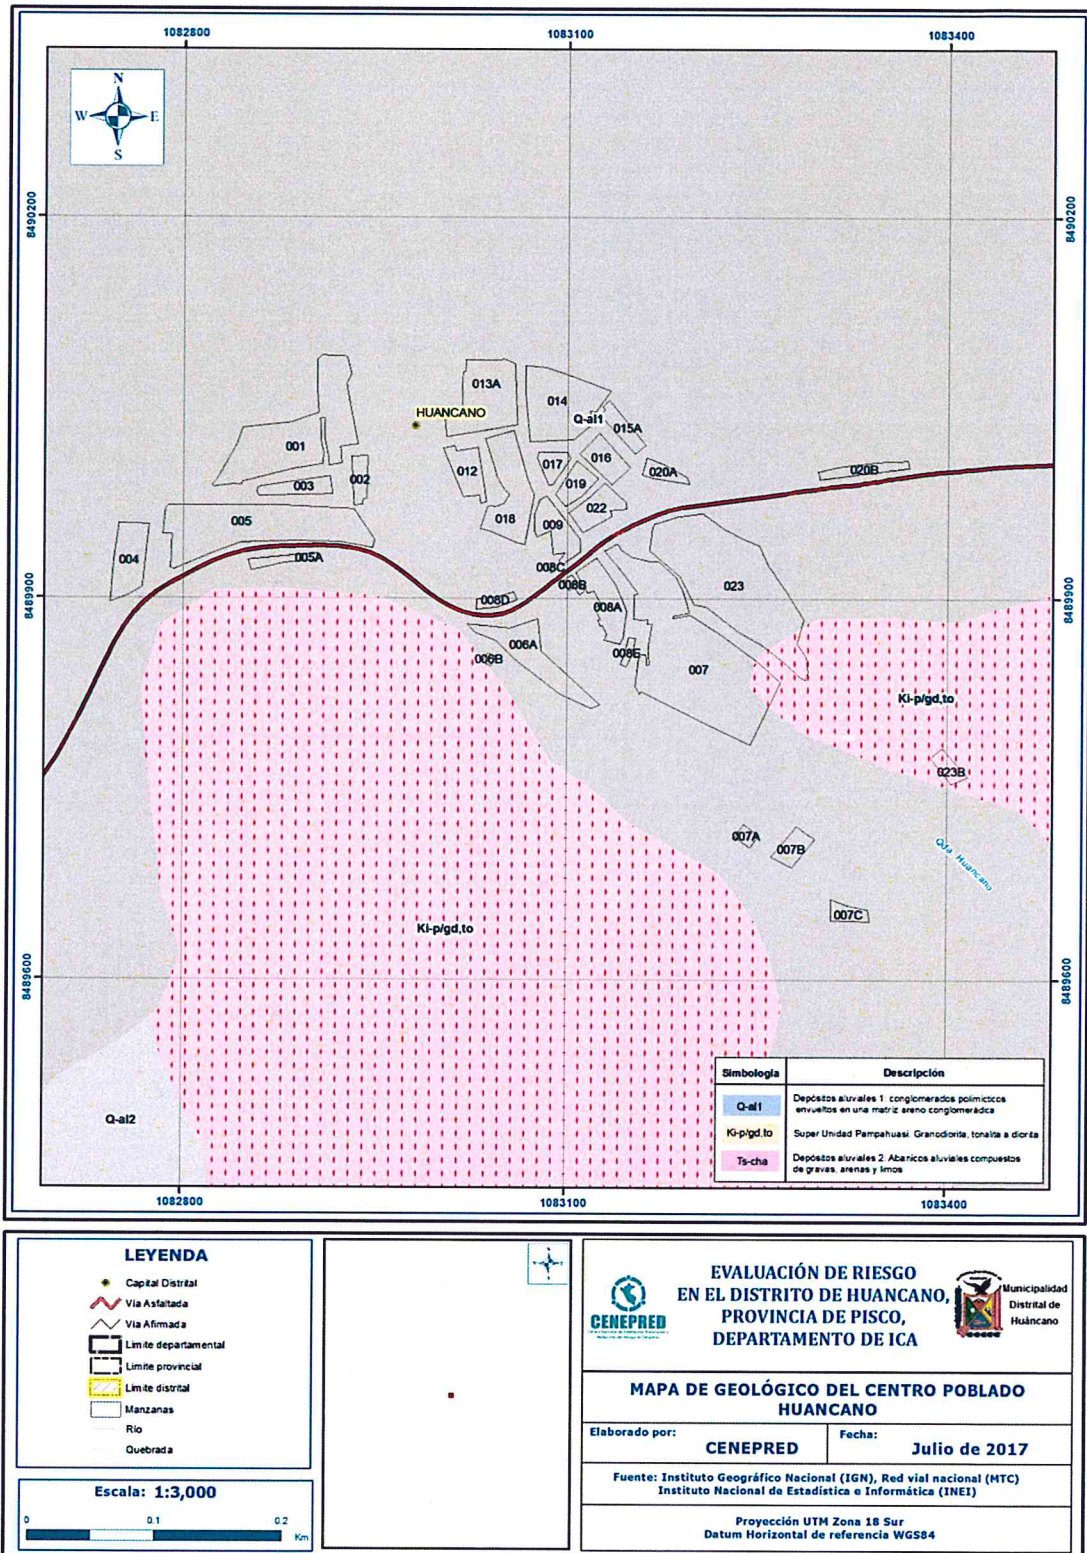 1082800
1083100
1083400
N
W
E
S
8490200
8490200
013A
HUANCANO
014
Q-al1
015A
001
012
017
016
002
003
020A
020B
019
018
009
022
005
004
005A
008C
008B
008D
008A
023
006A
006B
008E
007
Ki-p/gd,to
023B
8489900
8489900
007A
007B
Qda Huancano
007C
Ki-p/gd,to
8489600
8489600
Q-al2
Simbologia
Descripción
Q-al1
Depósitos aluviales 1: conglomerados polimícticos
envueltos en una matriz areno conglomerádica
Ki-p/gd,to
Super Unidad Pampahuasi. Granodiorita, tonalita a diorita
Ts-cha
Depósitos aluviales 2. Abanicos aluviales compuestos
de gravas, arenas y limos
1082800
1083100
1083400
LEYENDA
Capital Distrital
Via Asfaltada
Via Afirmada
Limite departamental
Limite provincial
Limite distrital
Manzanas
Río
Quebrada
Escala: 1:3,000
0
0.1
0.2
Km
CENEPRED
EVALUACIÓN DE RIESGO
EN EL DISTRITO DE HUANCANO,
PROVINCIA DE PISCO,
DEPARTAMENTO DE ICA
Municipalidad
Distrital de
Huáncano
MAPA DE GEOLÓGICO DEL CENTRO POBLADO
HUANCANO
Elaborado por:
CENEPRED
Fecha:
Julio de 2017
Fuente: Instituto Geográfico Nacional (IGN), Red vial nacional (MTC)
Instituto Nacional de Estadística e Informática (INEI)
Proyección UTM Zona 18 Sur
Datum Horizontal de referencia WGS84